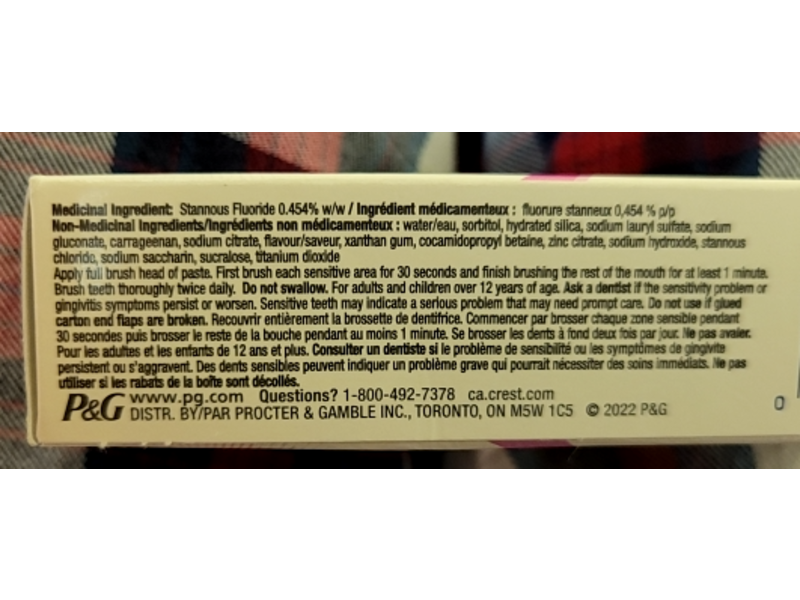 Medicinal Ingredient: Stannous Fluoride 0.454% w/w / Ingrédient médicamenteux : fluorure stanneux 0,454 % p/p
Non-Medicinal Ingredients/Ingrédients non médicamenteux : water/eau, sorbitol, hydrated silica, sodium lauryl sulfate, sodium
gluconate, carrageenan, sodium citrate, flavour/saveur, xanthan gum, cocamidopropyl betaine, zinc citrate, sodium hydroxide, stannous
chloride, sodium saccharin, sucralose, titanium dioxide
Apply full brush head of paste. First brush each sensitive area for 30 seconds and finish brushing the rest of the mouth for at least 1 minute.
Brush teeth thoroughly twice daily. Do not swallow. For adults and children over 12 years of age. Ask a dentist if the sensitivity problem or
gingivitis symptoms persist or worsen. Sensitive teeth may indicate a serious problem that may need prompt care. Do not use if glued
carton end flaps are broken. Recouvrir entièrement la brossette de dentifrice. Commencer par brosser chaque zone sensible pendant
30 secondes puis brosser le reste de la bouche pendant au moins 1 minute. Se brosser les dents à fond deux fois par jour. Ne pas avaler.
Pour les adultes et les enfants de 12 ans et plus. Consulter un dentiste si le problème de sensibilité ou les symptômes de gingivite
persistent ou s'aggravent. Des dents sensibles peuvent indiquer un problème grave qui pourrait nécessiter des soins immédiats. Ne pas
utiliser si les rabats de la boîte sont décollés.
P&G www.pg.com Questions? 1-800-492-7378 ca.crest.com
DISTR. BY/PAR PROCTER & GAMBLE INC., TORONTO, ON M5W 1C5 © 2022 P&G
0